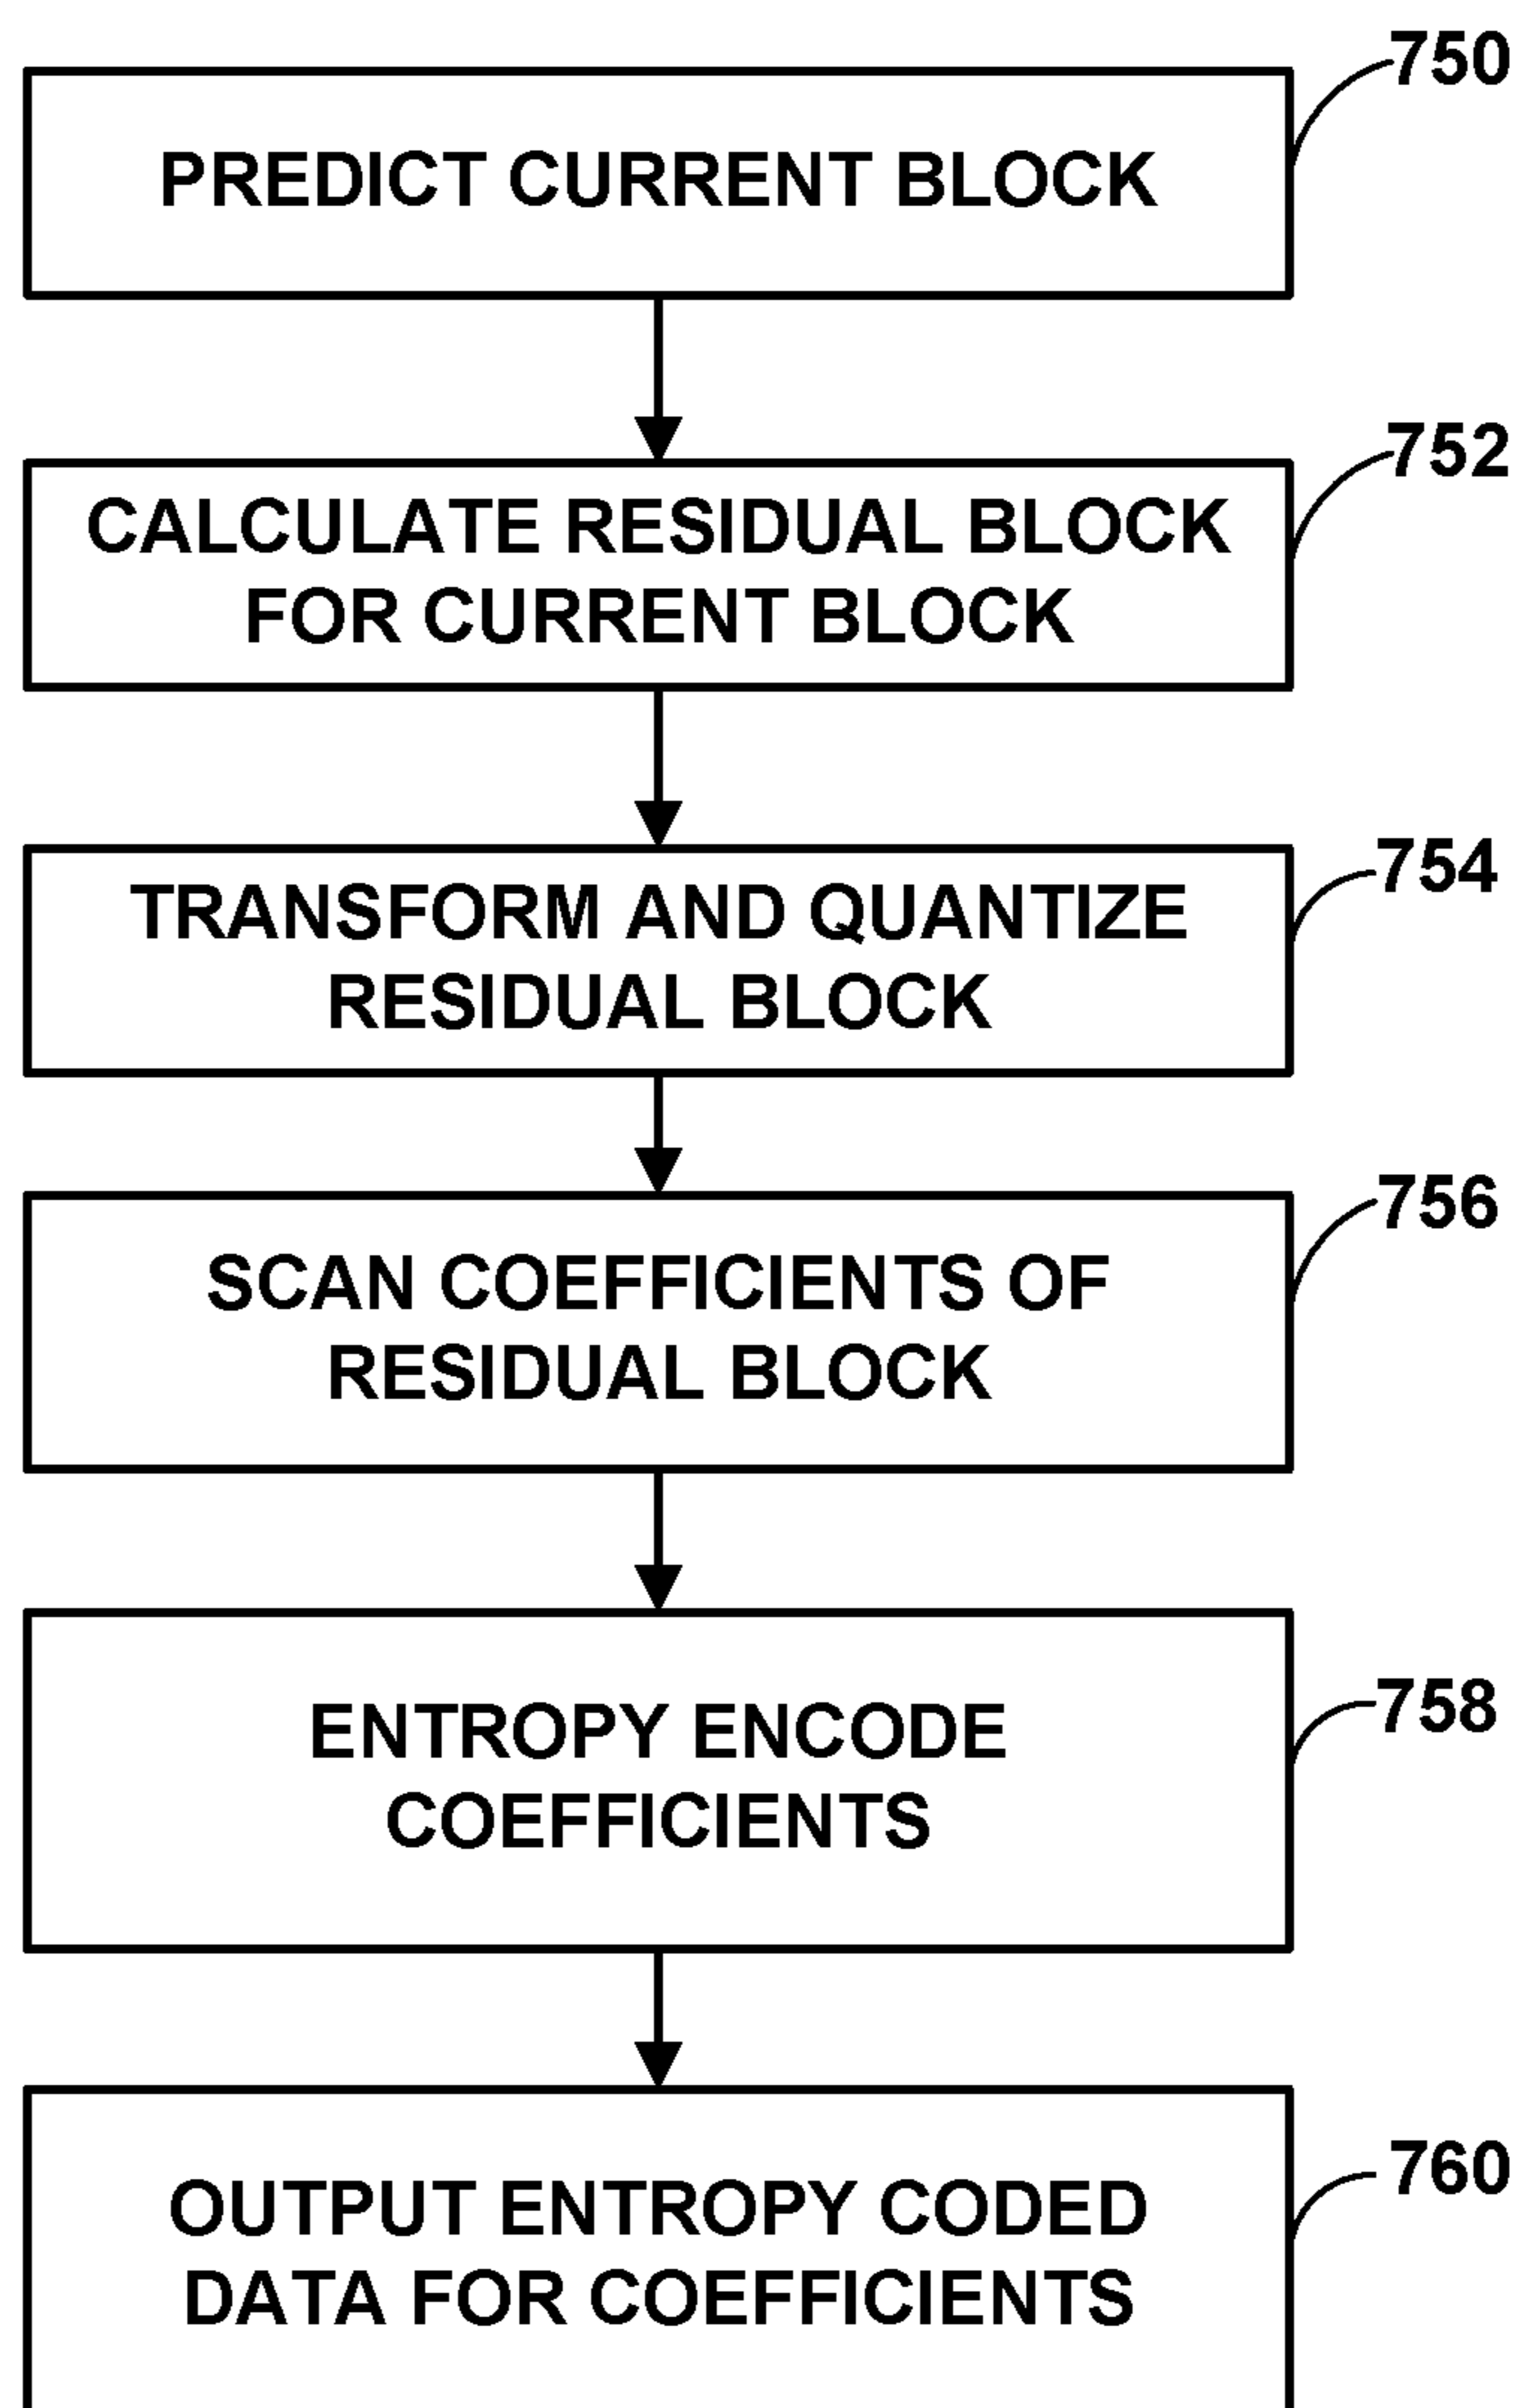 750
PREDICT CURRENT BLOCK
752
CALCULATE RESIDUAL BLOCK
FOR CURRENT BLOCK
754
TRANSFORM AND QUANTIZE
RESIDUAL BLOCK
756
SCAN COEFFICIENTS OF
RESIDUAL BLOCK
758
ENTROPY ENCODE
COEFFICIENTS
760
OUTPUT ENTROPY CODED
DATA FOR COEFFICIENTS